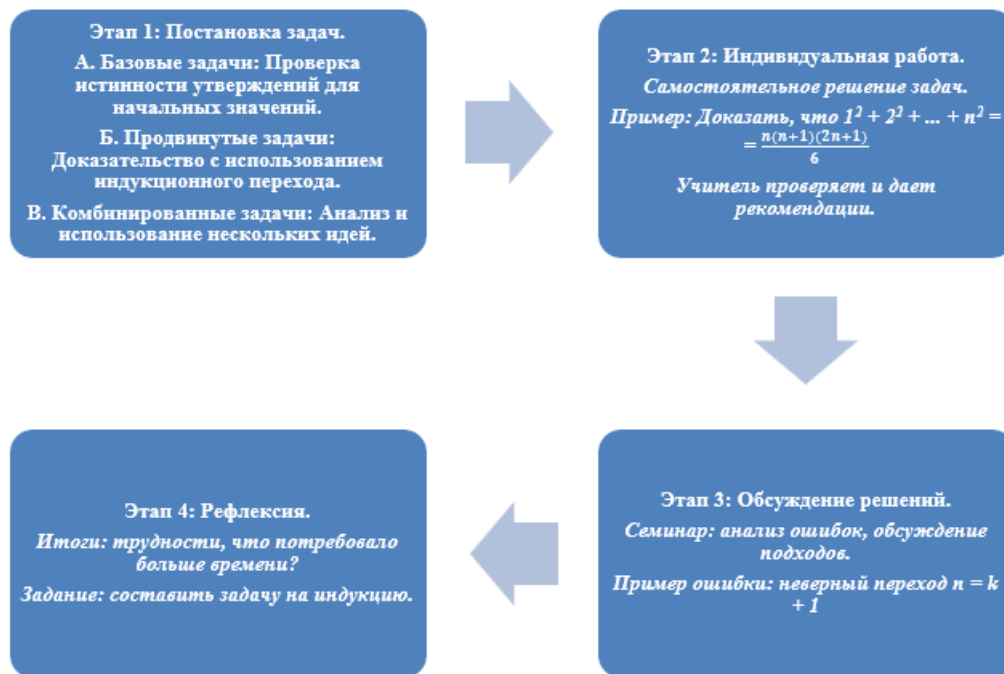 Этап 1: Постановка задач.
А. Базовые задачи: Проверка
истинности утверждений для
начальных значений.
Б. Продвинутые задачи:
Доказательство с использованием
индукционного перехода.
В. Комбинированные задачи: Анализ и
использование нескольких идей.
Этап 2: Индивидуальная работа.
Самостоятельное решение задач.
Пример: Доказать, что 1² + 2² + ... + n² =
= n(n+1)(2n+1)/6
Учитель проверяет и дает
рекомендации.
Этап 3: Обсуждение решений.
Семинар: анализ ошибок, обсуждение
подходов.
Пример ошибки: неверный переход n = k
+ 1
Этап 4: Рефлексия.
Итоги: трудности, что потребовало
больше времени?
Задание: составить задачу на индукцию.